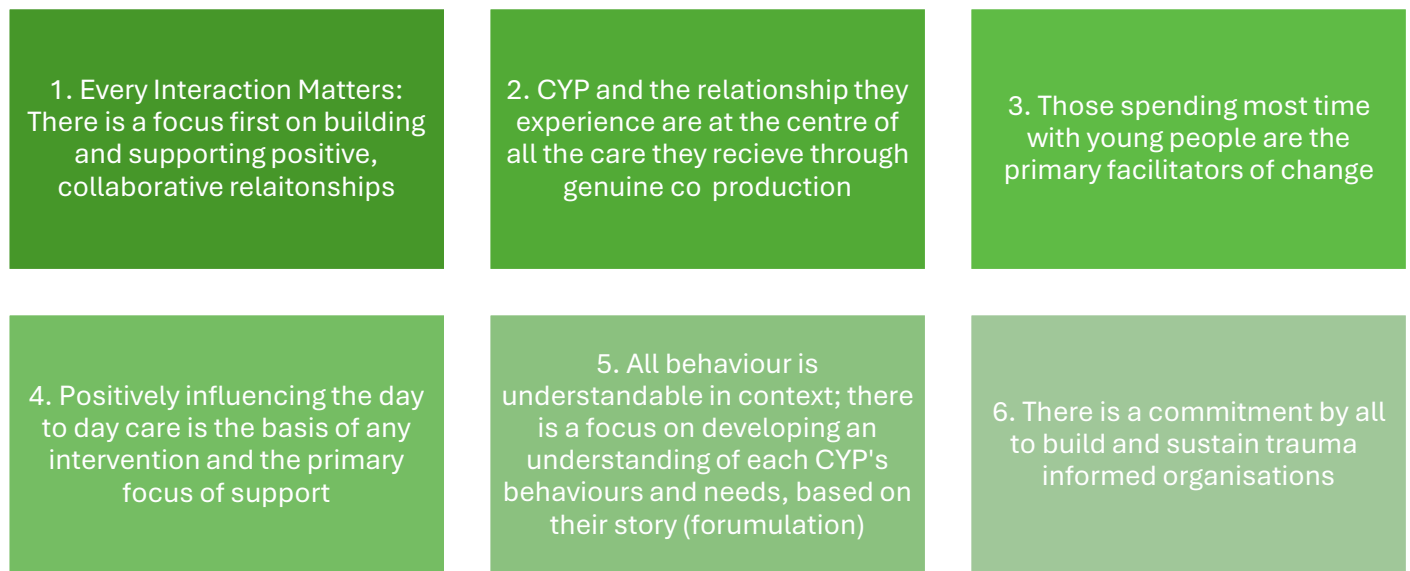 1. Every Interaction Matters:
There is a focus first on building
and supporting positive,
collaborative relaitonships
2. CYP and the relationship they
experience are at the centre of
all the care they recieve through
genuine co production
3. Those spending most time
with young people are the
primary facilitators of change
4. Positively influencing the day
to day care is the basis of any
intervention and the primary
focus of support
5. All behaviour is
understandable in context; there
is a focus on developing an
understanding of each CYP's
behaviours and needs, based on
their story (forumulation)
6. There is a commitment by all
to build and sustain trauma
informed organisations